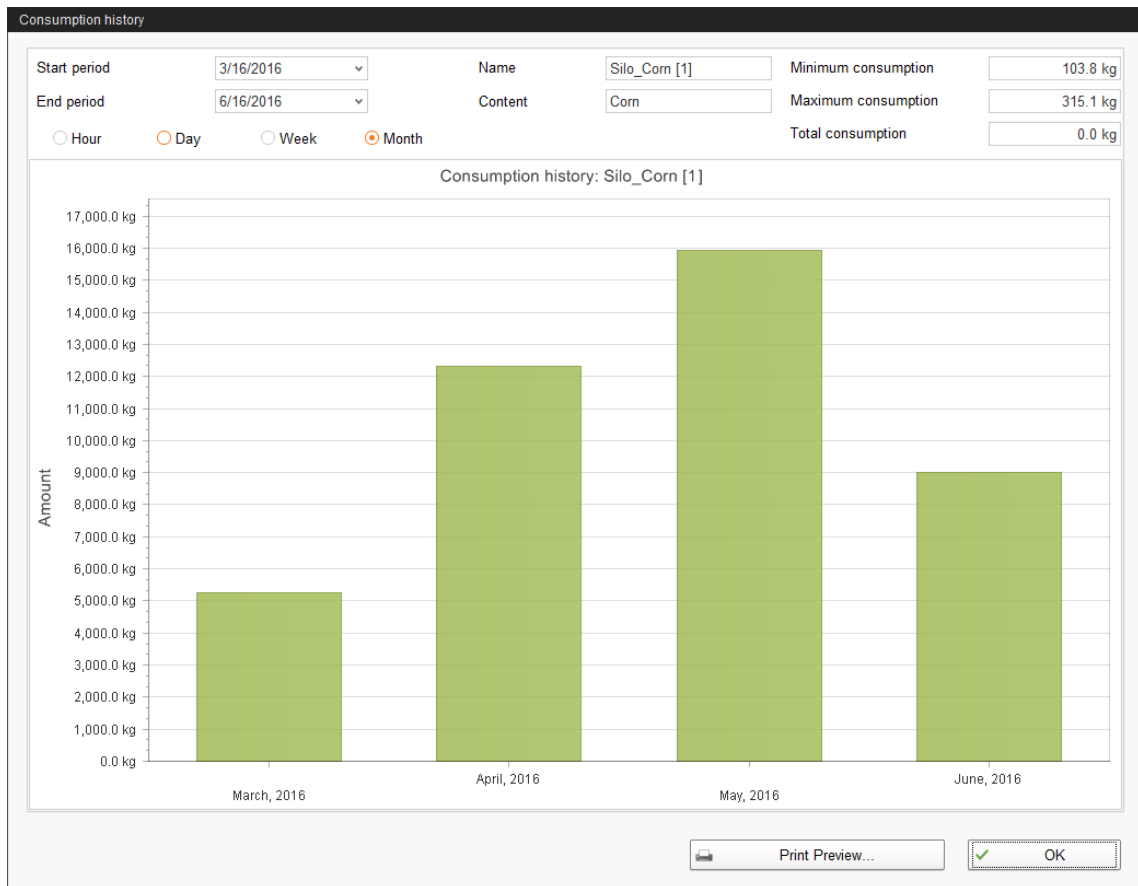 Consumption history
Start period 3/16/2016 Name Silo_Corn [1] Minimum consumption 103.8 kg
End period 6/16/2016 Content Corn Maximum consumption 315.1 kg
Hour Day Week Month Total consumption 0.0 kg
Consumption history: Silo_Corn [1]
17,000.0 kg
16,000.0 kg
15,000.0 kg
14,000.0 kg
13,000.0 kg
12,000.0 kg
11,000.0 kg
10,000.0 kg
9,000.0 kg
8,000.0 kg
7,000.0 kg
6,000.0 kg
5,000.0 kg
4,000.0 kg
3,000.0 kg
2,000.0 kg
1,000.0 kg
0.0 kg
Amount
March, 2016
April, 2016
May, 2016
June, 2016
Print Preview... OK